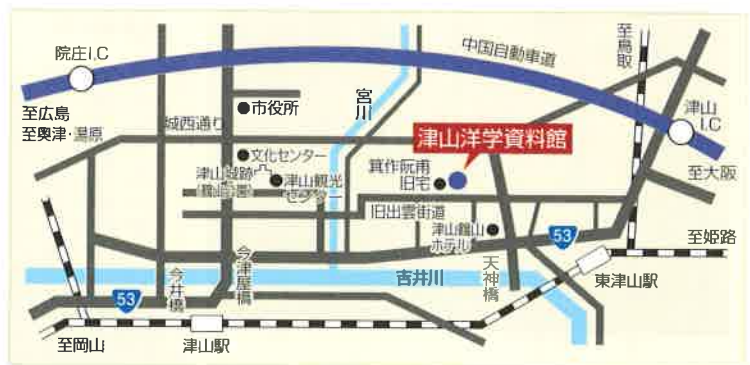 院庄I.C
中国自動車道
至鳥取
至広島
至奥津・湯原
市役所
宮川
津山
I.C
城西通り
津山洋学資料館
文化センター
津山城跡
(鶴山公園)
津山観光
センター
箕作阮甫
旧宅
至大阪
旧出雲街道
津山鶴山
ホテル
53
至姫路
今井橋
今津屋橋
吉井川
天神橋
東津山駅
53
至岡山
津山駅